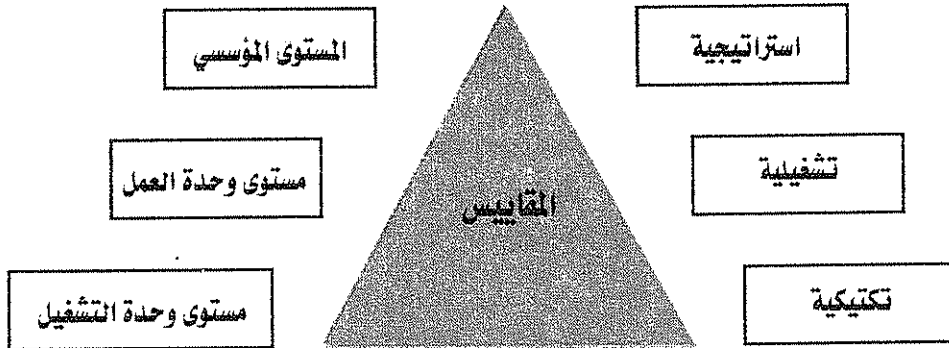 استراتيجية
المستوى المؤسسي
تشغيلية
مستوى وحدة العمل
المقاييس
تكتيكية
مستوى وحدة التشغيل